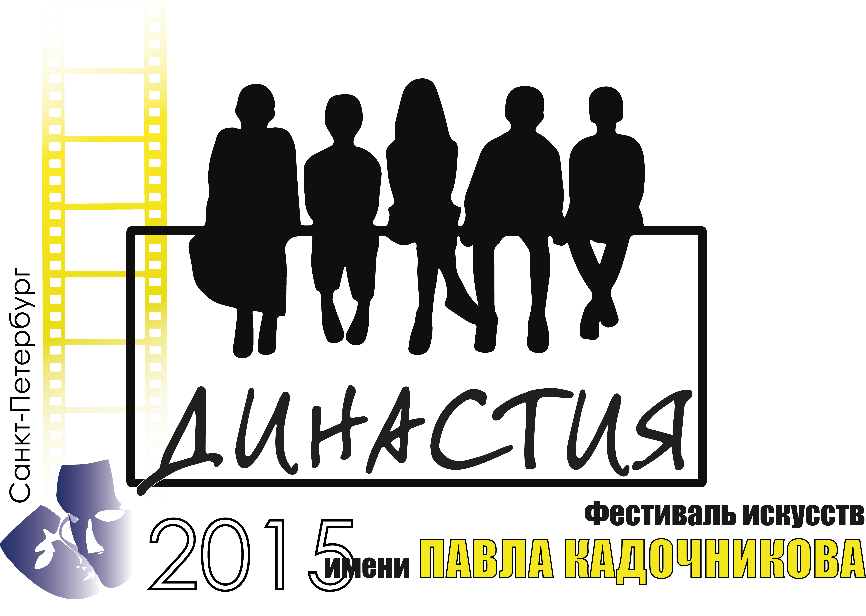 Санкт-Петербург
ДИНАСТИЯ
2015
Фестиваль искусств
имени ПАВЛА КАДОЧНИКОВА